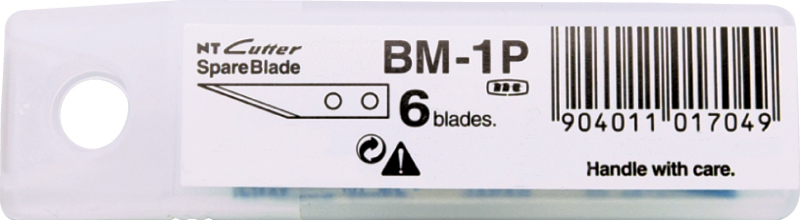 NT Cutter
Spare Blade
BM-1P
6 blades.
904011 017049
Handle with care.